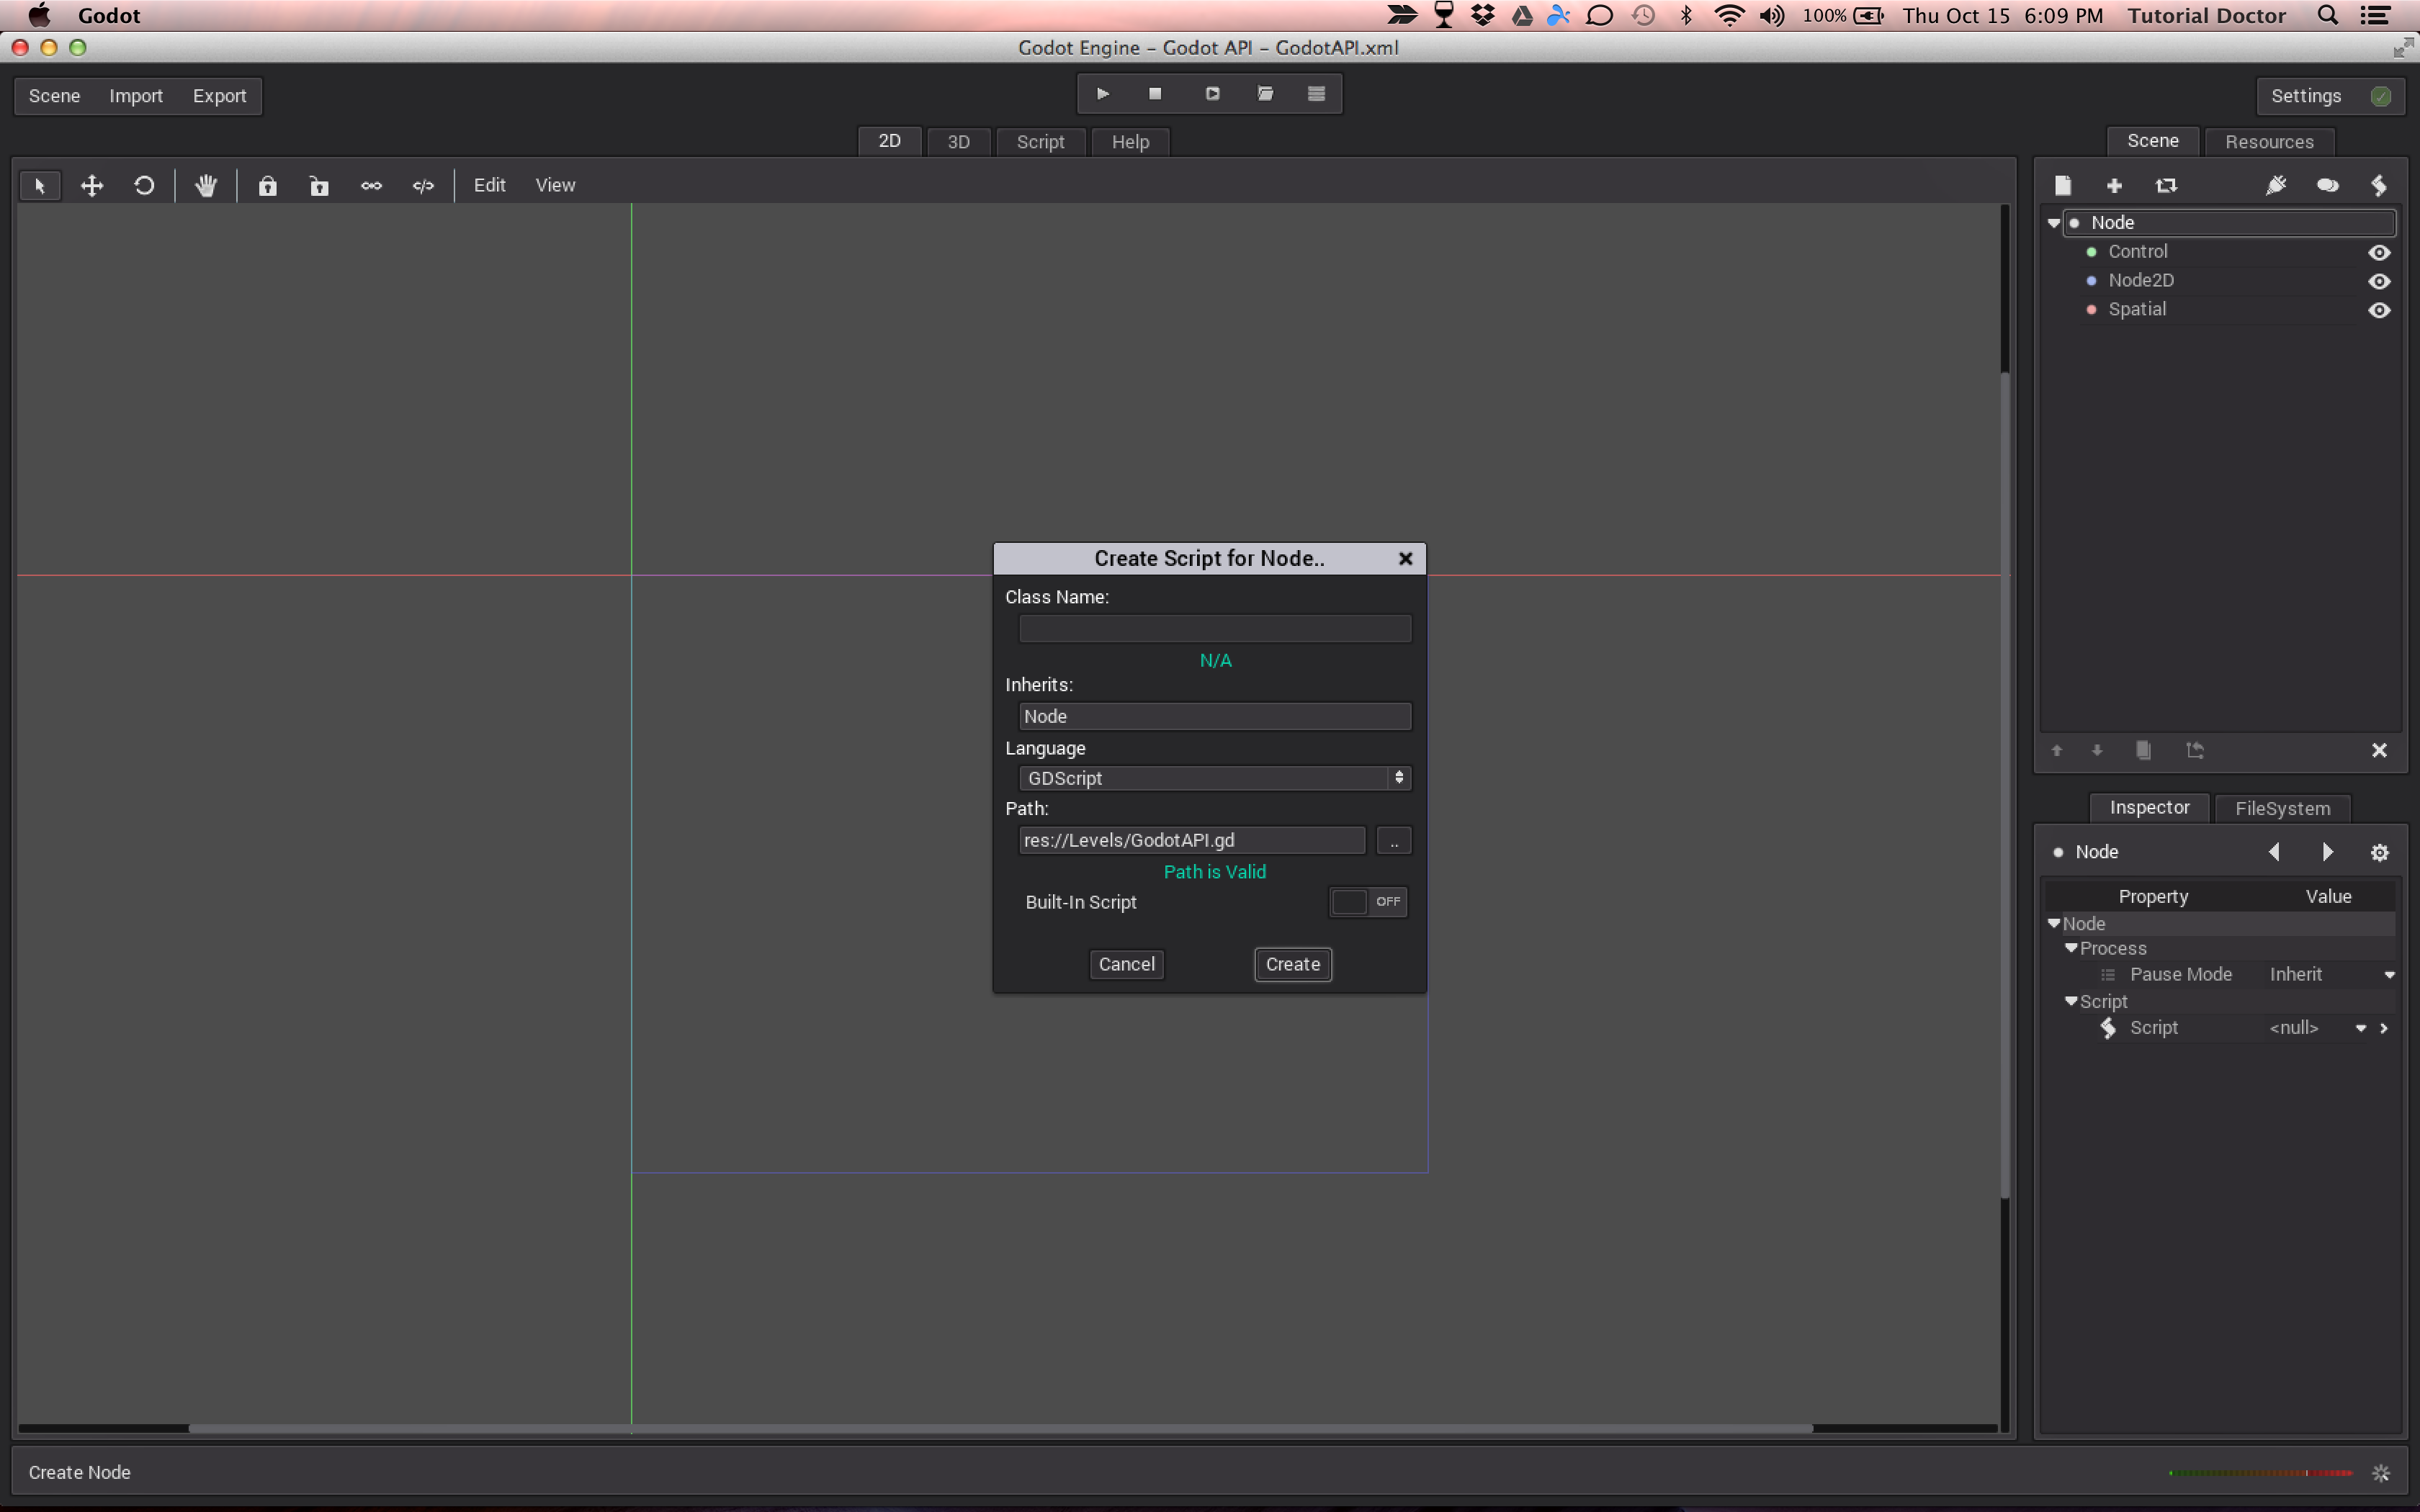 Godot
100%
Thu Oct 15 6:09 PM
Tutorial Doctor
Godot Engine – Godot API – GodotAPI.xml
Scene Import Export
Settings
2D 3D Script Help
Scene Resources
Edit View
Node
Control
Node2D
Spatial
Create Script for Node..
Class Name:
N/A
Inherits:
Node
Language
GDScript
Path:
res://Levels/GodotAPI.gd
..
Path is Valid
Built-In Script
OFF
Cancel
Create
Inspector FileSystem
Node
Property Value
Node
Process
Pause Mode Inherit
Script
Script <null>
Create Node